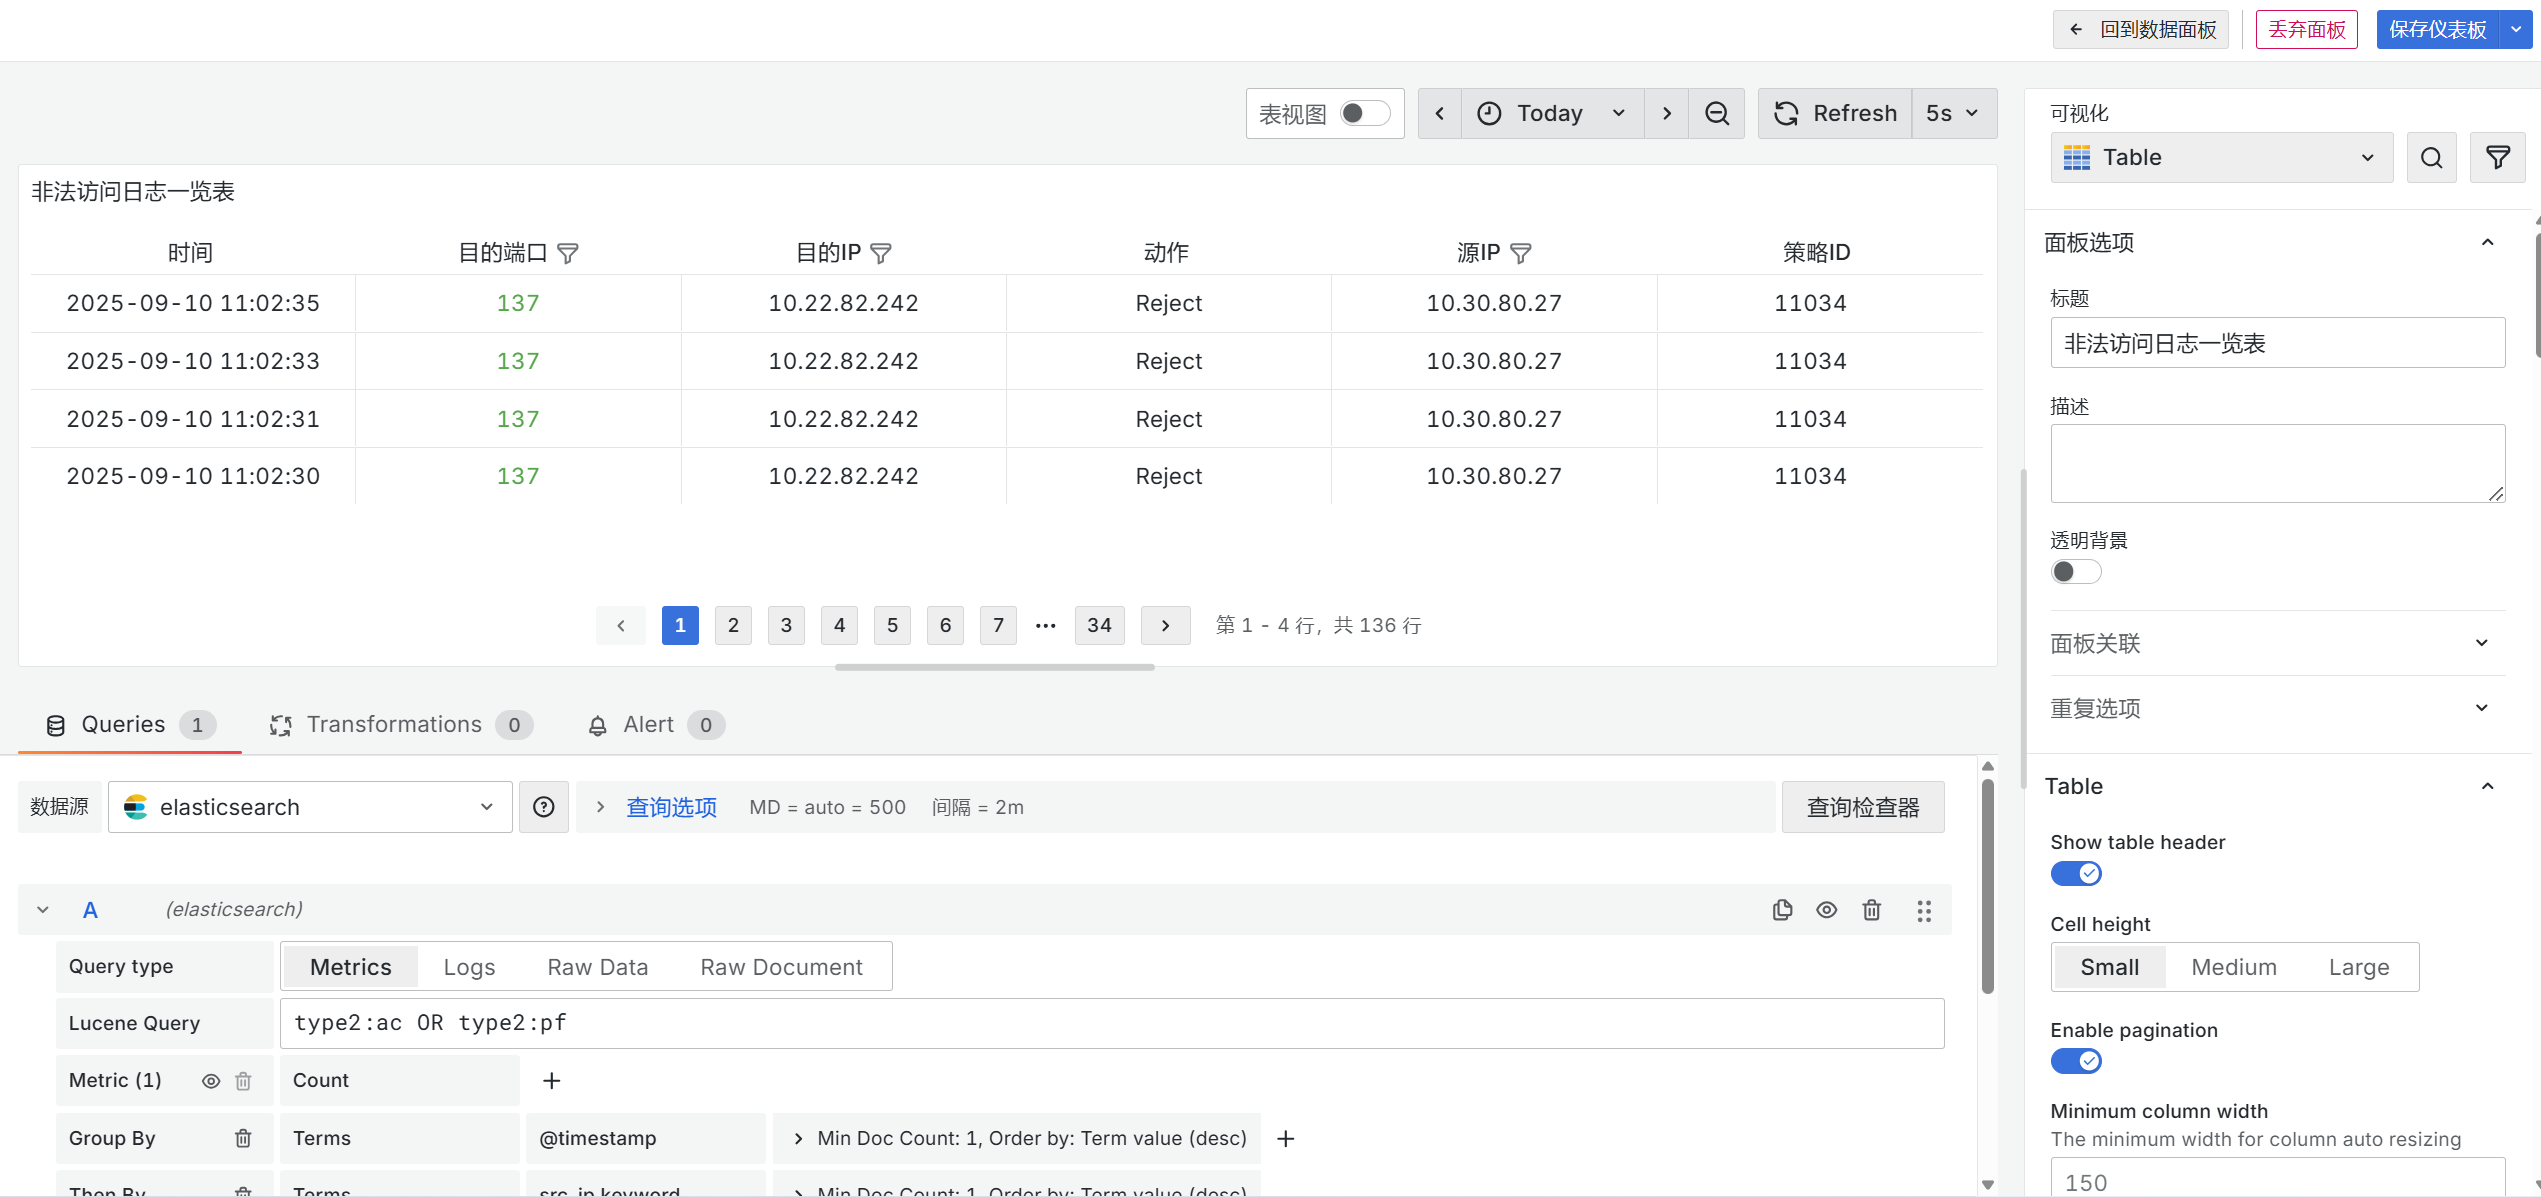 回到数据面板 丢弃面板 保存仪表板
表视图 Today Refresh 5s
可视化
Table
非法访问日志一览表
时间 目的端口 目的IP 动作 源IP 策略ID
2025-09-10 11:02:35 137 10.22.82.242 Reject 10.30.80.27 11034
2025-09-10 11:02:33 137 10.22.82.242 Reject 10.30.80.27 11034
2025-09-10 11:02:31 137 10.22.82.242 Reject 10.30.80.27 11034
2025-09-10 11:02:30 137 10.22.82.242 Reject 10.30.80.27 11034
1 2 3 4 5 6 7 ... 34 第 1 - 4 行，共 136 行
Queries 1 Transformations 0 Alert 0
数据源 elasticsearch 查询选项 MD = auto = 500 间隔 = 2m 查询检查器
A (elasticsearch)
Query type Metrics Logs Raw Data Raw Document
Lucene Query type2:ac OR type2:pf
Metric (1) Count
Group By Terms @timestamp Min Doc Count: 1, Order by: Term value (desc)
Then By Terms src_ip.keyword Min Doc Count: 1, Order by: Term value (desc)
面板选项
标题
非法访问日志一览表
描述
透明背景
面板关联
重复选项
Table
Show table header
Cell height
Small Medium Large
Enable pagination
Minimum column width
The minimum width for column auto resizing
150